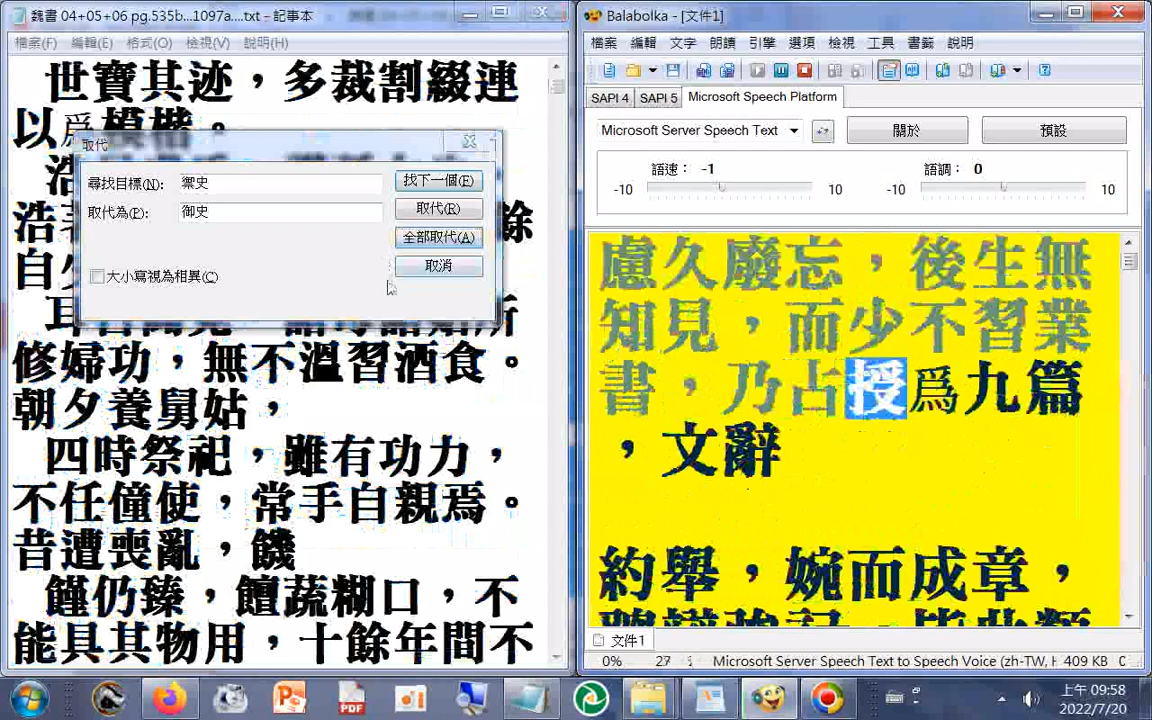 魏書 04+05+06 pg.535b...1097a....txt - 記事本
檔案(F) 編輯(E) 格式(O) 檢視(V) 說明(H)
世寶其迹，多裁割綴連
以爲模楷。
取代
尋找目標(N): 禦史
找下一個(F)
取代為(P): 御史
取代(R)
全部取代(A)
大小寫視為相異(C)
取消
餘
自
修婦功，無不溫習酒食。
朝夕養舅姑，
四時祭祀，雖有功力，
不任僮使，常手自親焉。
昔遭喪亂，饑
饉仍臻，饘蔬糊口，不
能具其物用，十餘年間不
Balabolka - [文件1]
檔案 編輯 文字 朗讀 引擎 選項 檢視 工具 書籤 說明
SAPI 4 SAPI 5 Microsoft Speech Platform
Microsoft Server Speech Text
關於
預設
語速： -1
-10 10
語調： 0
-10 10
慮久廢忘，後生無
知見，而少不習業
書，乃占授爲九篇
，文辭
約舉，婉而成章，
文件1
0% 27 Microsoft Server Speech Text to Speech Voice (zh-TW, H 409 KB C
PDF
上午 09:58
2022/7/20